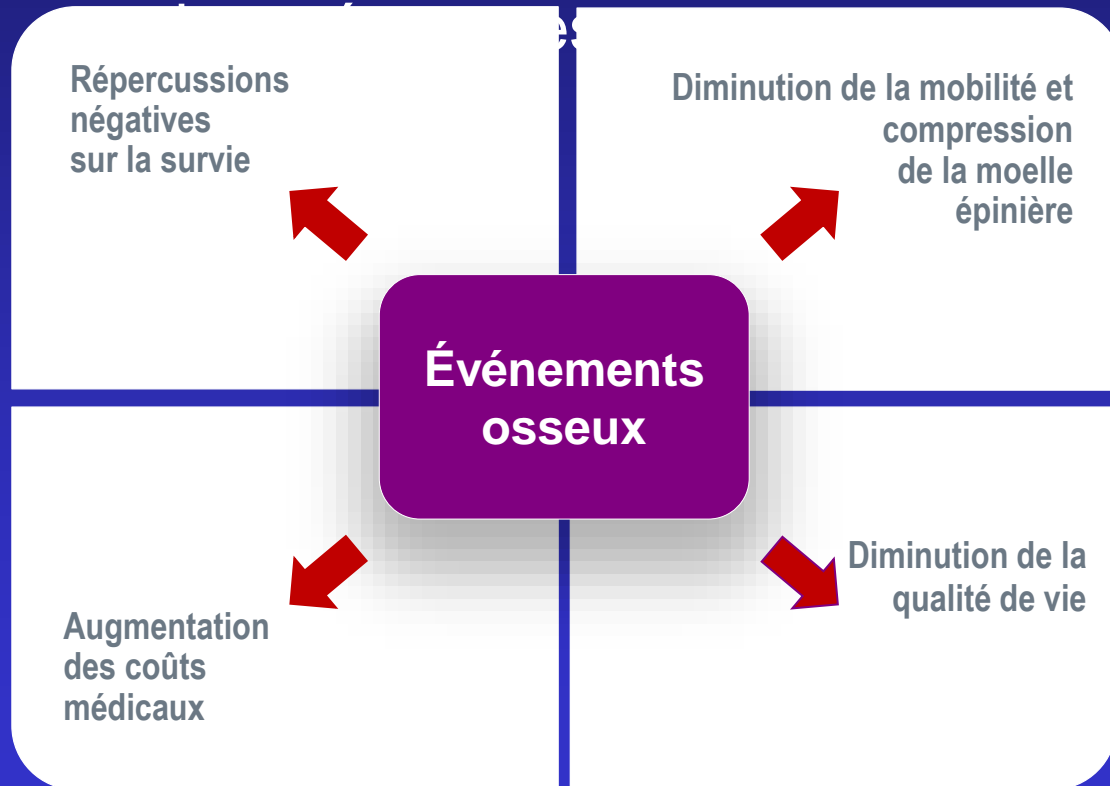 Répercussions
négatives
sur la survie
Diminution de la mobilité et
compression
de la moelle
épinière
Événements
osseux
Augmentation
des coûts
médicaux
Diminution de la
qualité de vie